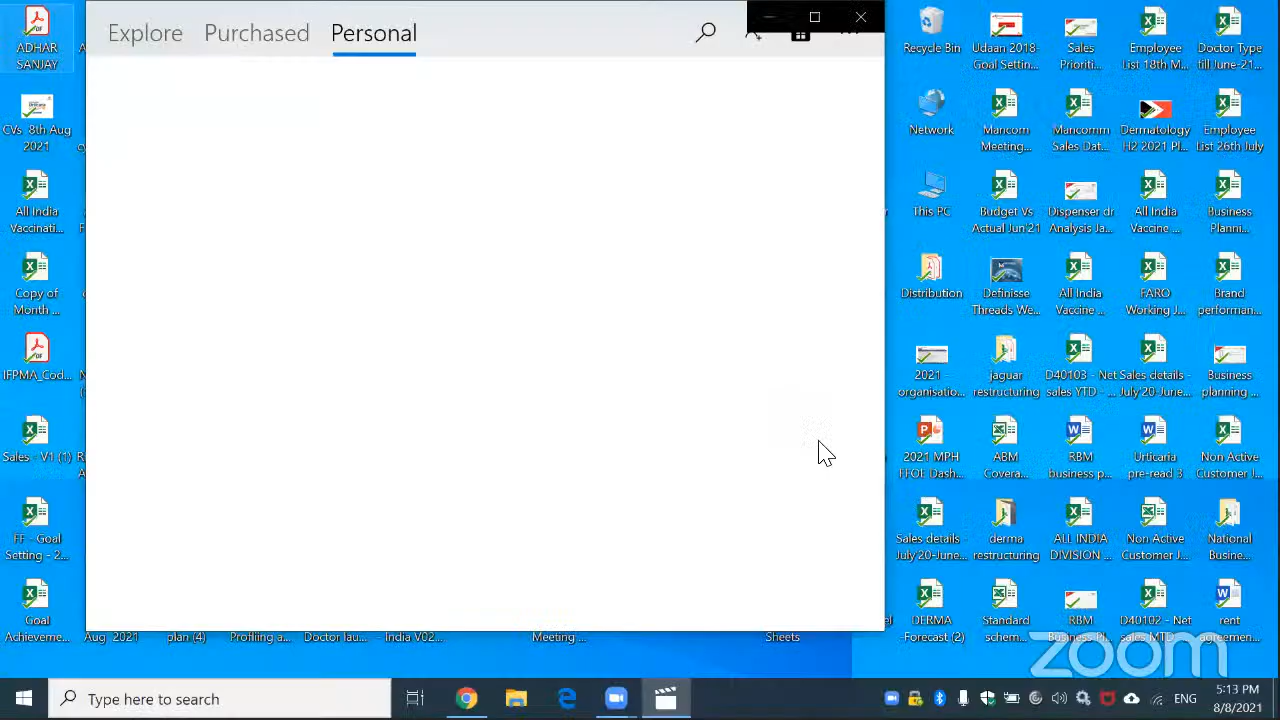 Explore Purchased Personal
ADHAR
SANJAY
CVs 8th Aug
2021
All India
Vaccinati...
Copy of
Month ...
IFPMA_Cod...
Sales - V1 (1)
FF - Goal
Setting - 2...
Goal
Achieveme...
Aug 2021
plan (4)
Profiling a...
Doctor lau...
India V02...
Meeting ...
Sheets
Recycle Bin
Udaan 2018-
Goal Settin...
Sales
Prioriti...
Employee
List 18th M...
Doctor Type
till June-21...
Network
Mancom
Meeting...
Mancomm
Sales Dat...
Dermatology
H2 2021 Pl...
Employee
List 26th July
This PC
Budget Vs
Actual Jun 21
Dispenser dr
Analysis Ja...
All India
Vaccine ...
Business
Planni...
Distribution
Definisse
Threads We...
All India
Vaccine ...
FARO
Working J...
Brand
performan...
2021 -
organisatio...
jaguar
restructuring
D40103 - Net
sales YTD - ...
Sales details -
July'20-June...
Business
planning ...
2021 MPH
FFOE Dash...
ABM
Covera...
RBM
business p...
Urticaria
pre-read 3
Non Active
Customer J...
Sales details -
July'20-June...
derma
restructuring
ALL INDIA
DIVISION ...
Non Active
Customer J...
National
Busine...
DERMA
-Forecast (2)
Standard
schem...
RBM
Business Pl...
D40102 - Net
sales MTD ...
rent
agreemen...
zoom
Type here to search
ENG
5:13 PM
8/8/2021